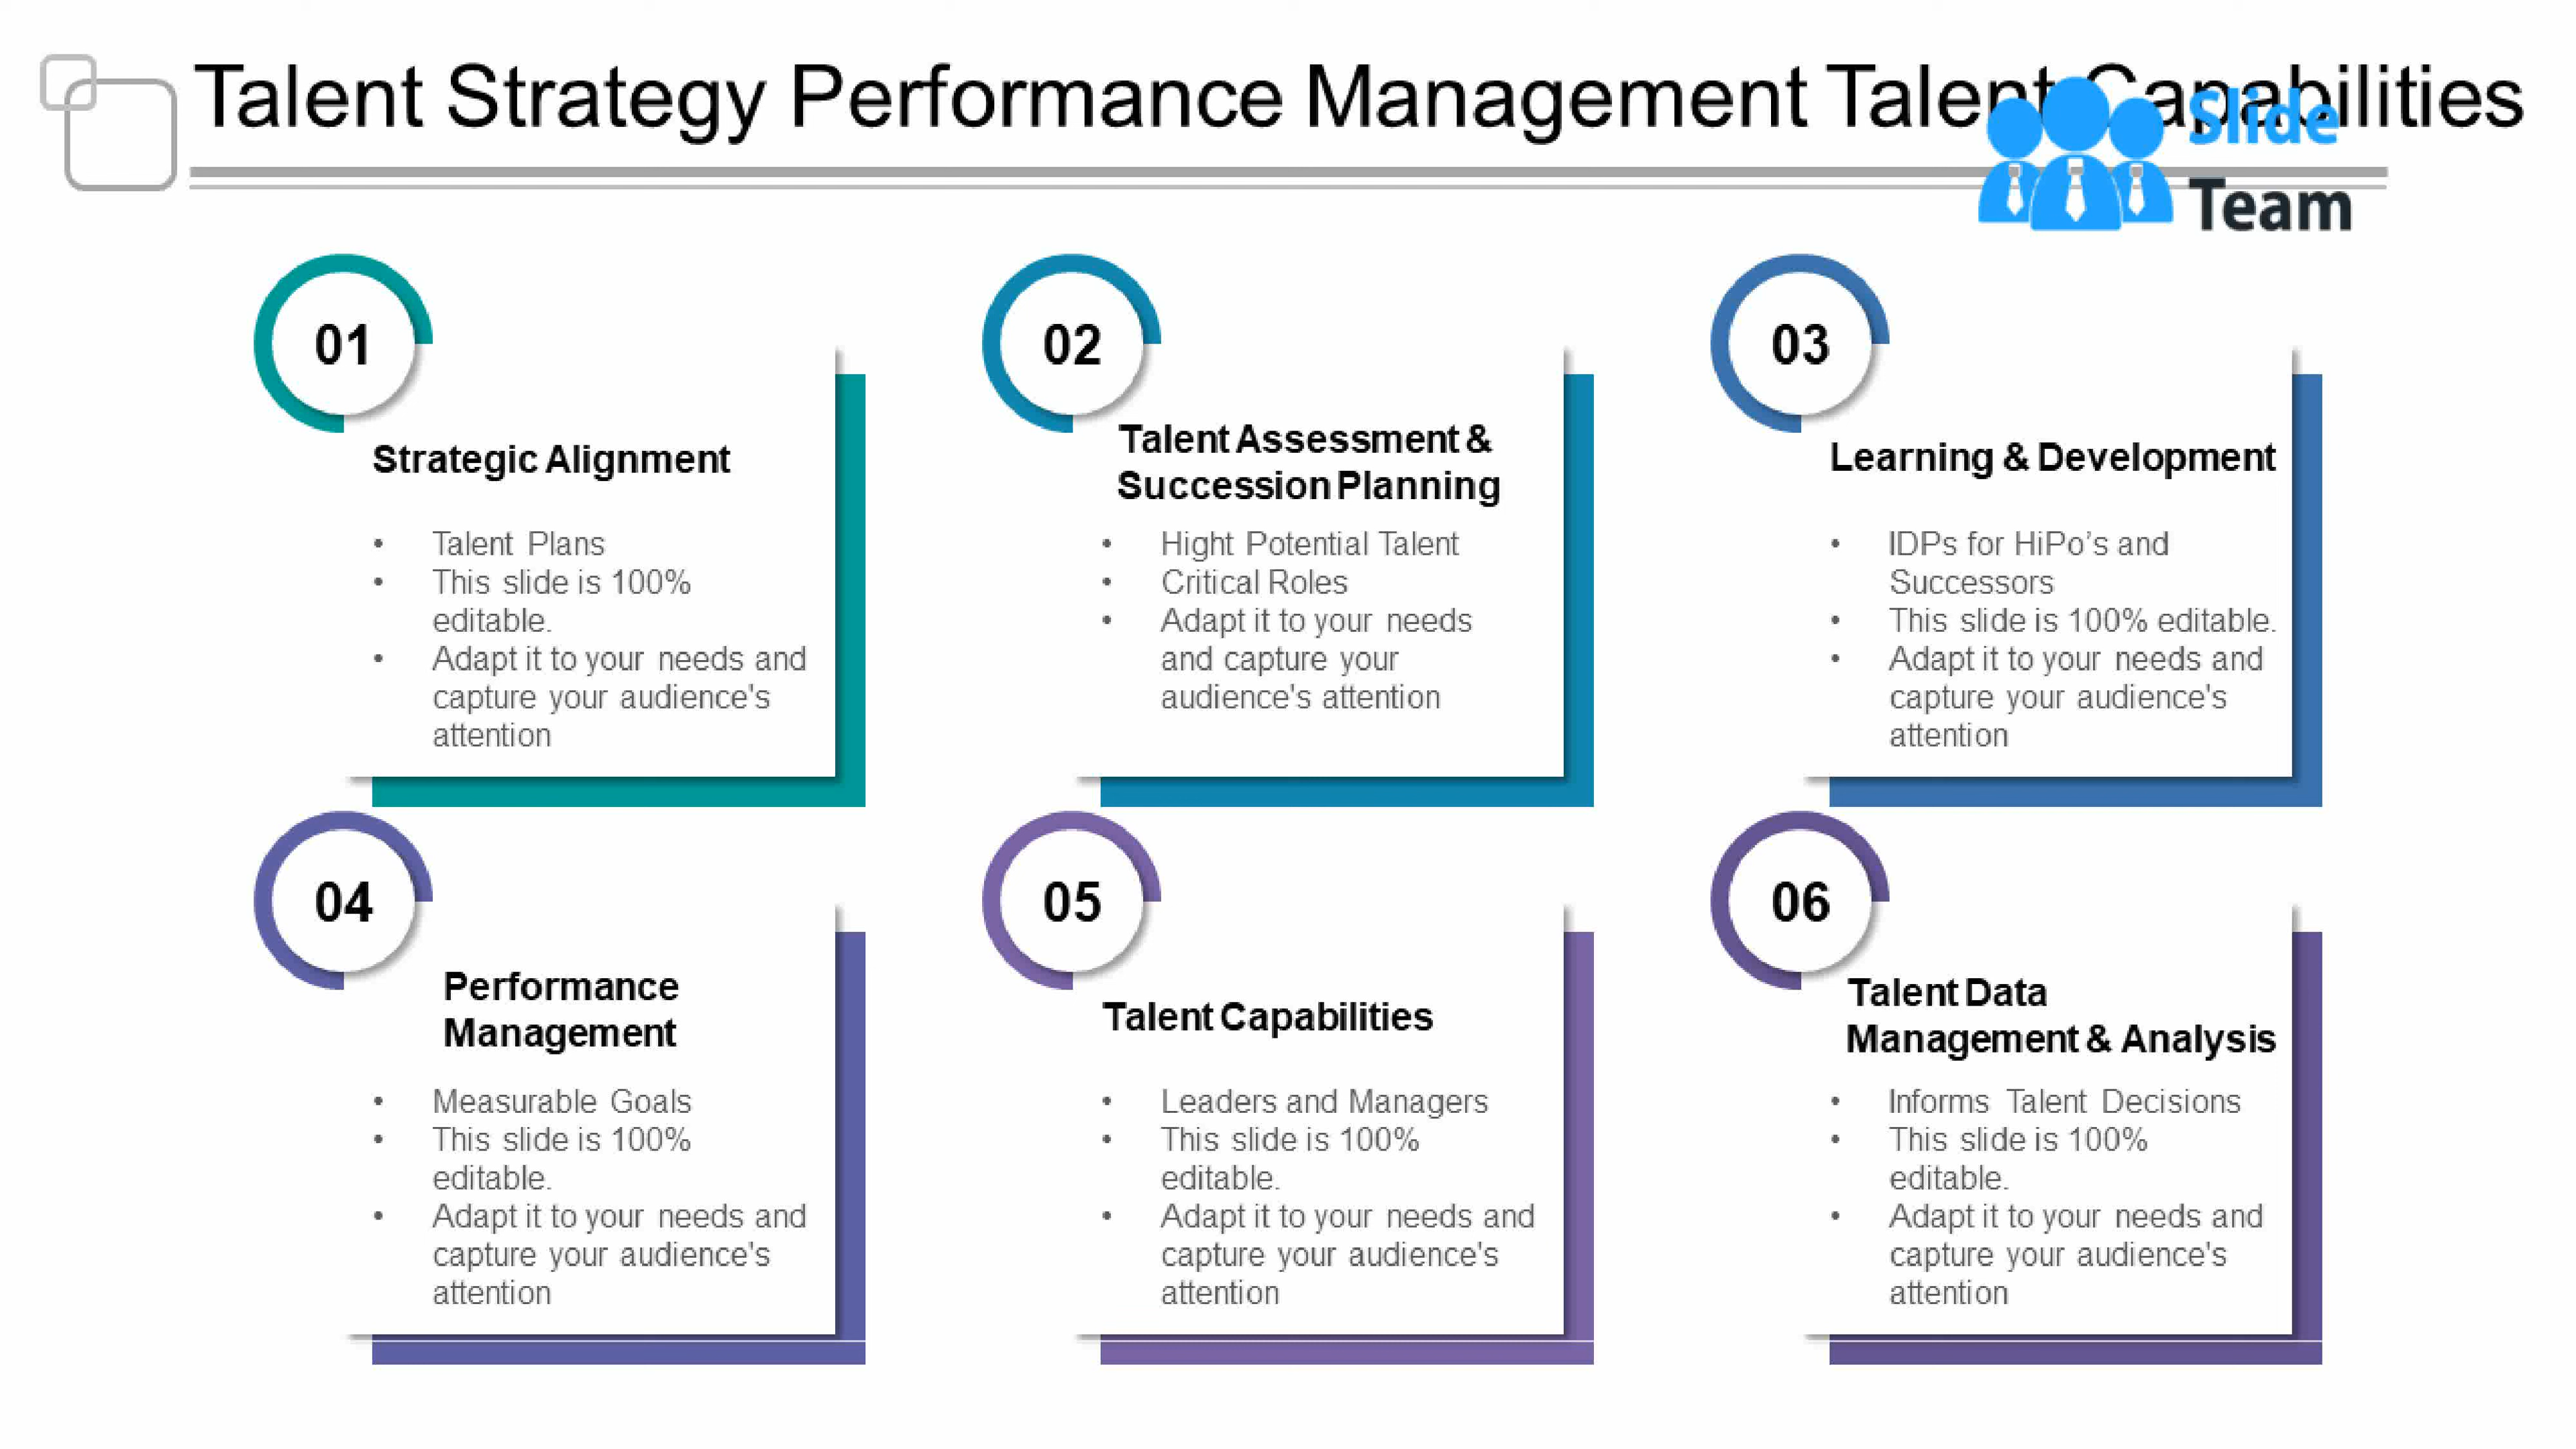 Talent Strategy Performance Management Talent Capabilities
Slide
Team
01
Strategic Alignment
• Talent Plans
• This slide is 100%
editable.
• Adapt it to your needs and
capture your audience's
attention
02
Talent Assessment &
Succession Planning
• Hight Potential Talent
• Critical Roles
• Adapt it to your needs
and capture your
audience's attention
03
Learning & Development
• IDPs for HiPo’s and
Successors
• This slide is 100% editable.
• Adapt it to your needs and
capture your audience's
attention
04
Performance
Management
• Measurable Goals
• This slide is 100%
editable.
• Adapt it to your needs and
capture your audience's
attention
05
Talent Capabilities
• Leaders and Managers
• This slide is 100%
editable.
• Adapt it to your needs and
capture your audience's
attention
06
Talent Data
Management & Analysis
• Informs Talent Decisions
• This slide is 100%
editable.
• Adapt it to your needs and
capture your audience's
attention